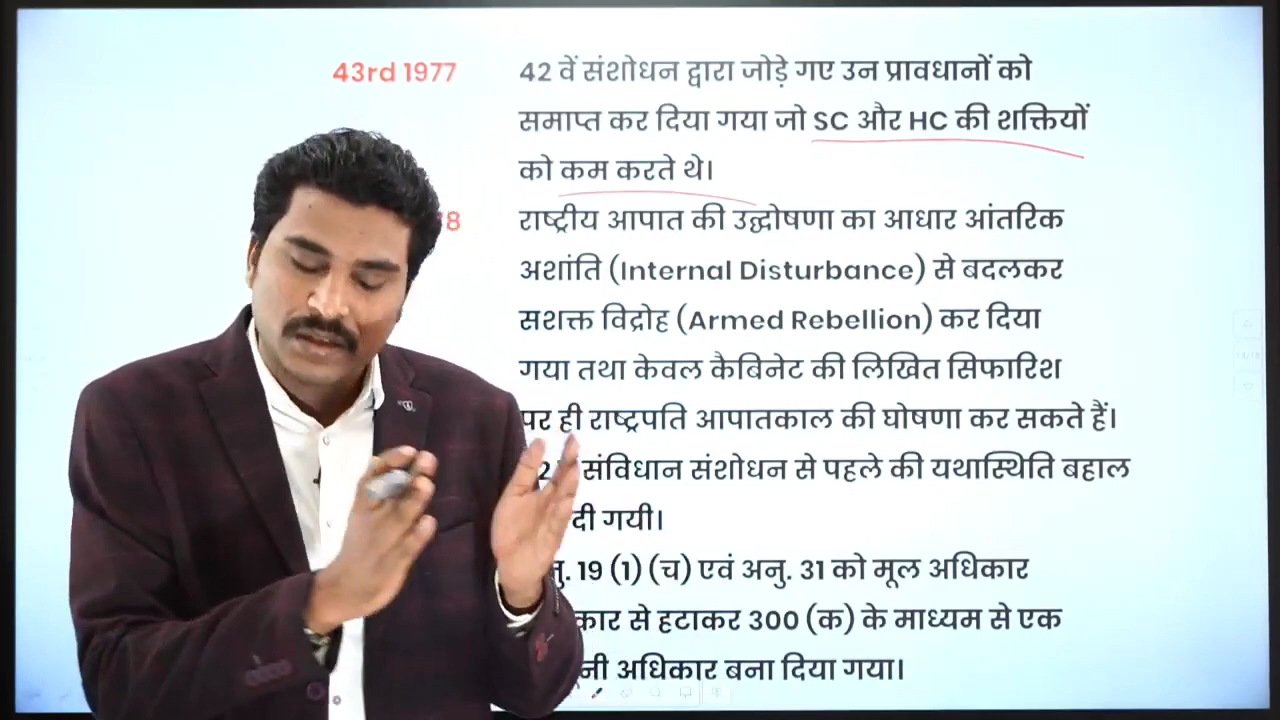 43rd 1977
42 वें संशोधन द्वारा जोड़े गए उन प्रावधानों को
समाप्त कर दिया गया जो SC और HC की शक्तियों
को कम करते थे।
8
राष्ट्रीय आपात की उद्घोषणा का आधार आंतरिक
अशांति (Internal Disturbance) से बदलकर
सशक्त विद्रोह (Armed Rebellion) कर दिया
गया तथा केवल कैबिनेट की लिखित सिफारिश
पर ही राष्ट्रपति आपातकाल की घोषणा कर सकते हैं।
संविधान संशोधन से पहले की यथास्थिति बहाल
दी गयी।
19 (1) (च) एवं अनु. 31 को मूल अधिकार
से हटाकर 300 (क) के माध्यम से एक
अधिकार बना दिया गया।